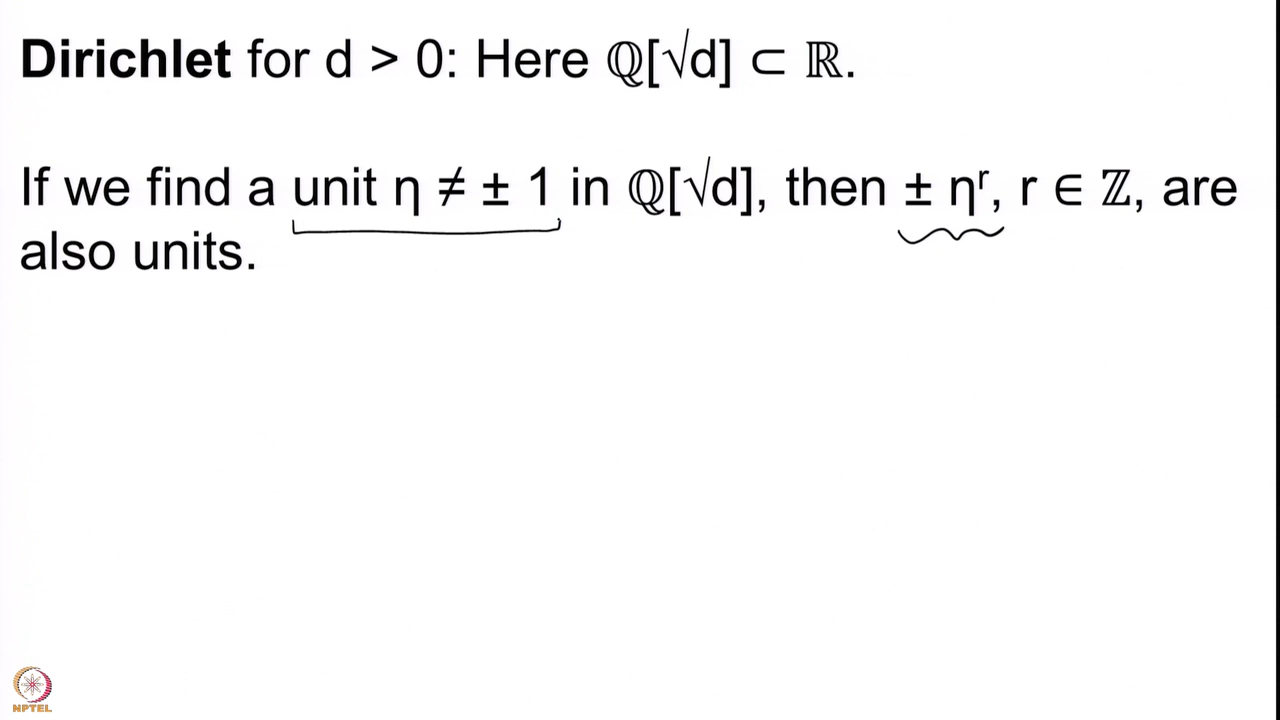 Dirichlet for d > 0: Here ℚ[√d] ⊂ ℝ.
If we find a unit η ≠ ± 1 in ℚ[√d], then ± ηʳ, r ∈ ℤ, are
also units.
NPTEL